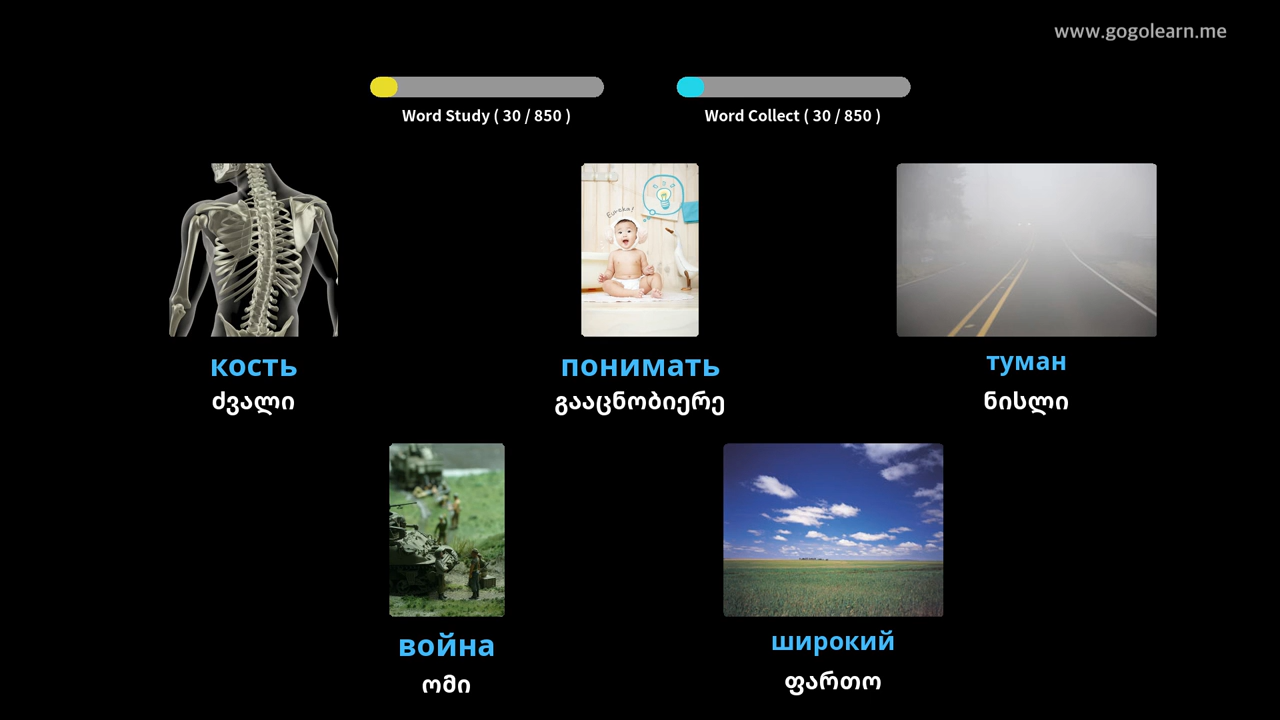 www.gogolearn.me
Word Study ( 30 / 850 )
Word Collect ( 30 / 850 )
Eureka!
кость
понимать
туман
ძვალი
გააცნობიერე
ნისლი
война
широкий
ომი
ფართო